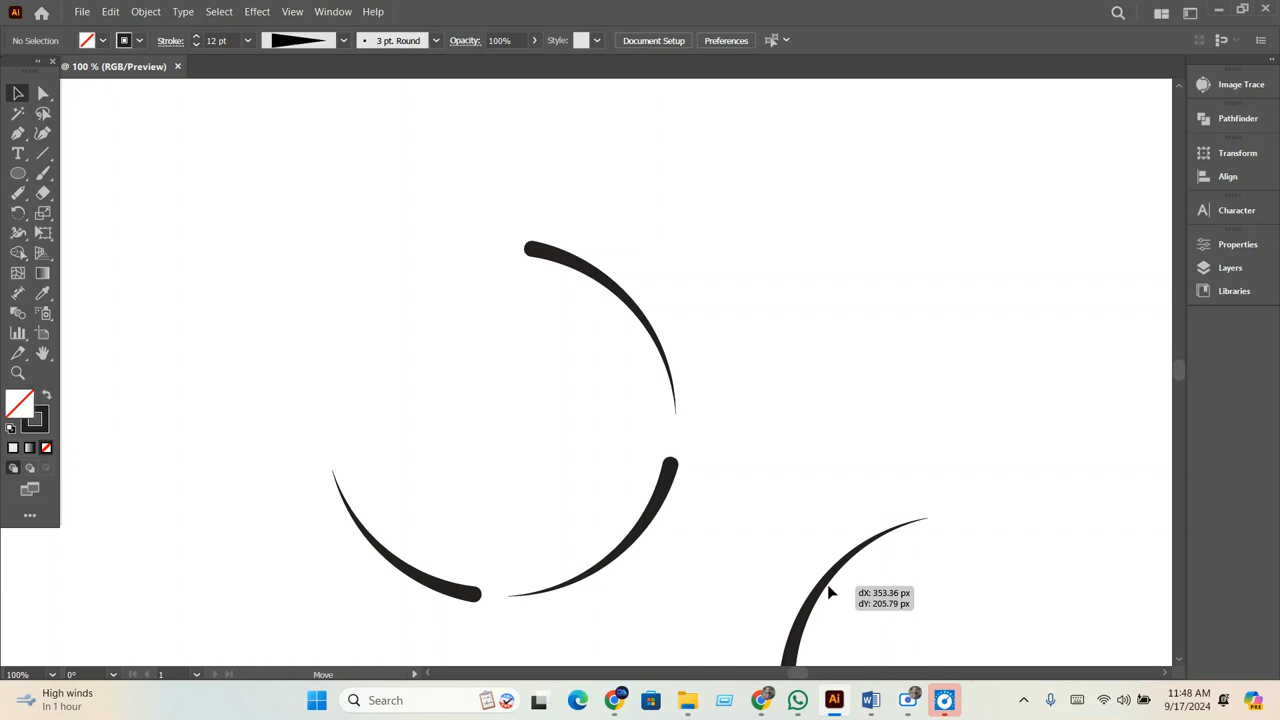 Ai File Edit Object Type Select Effect View Window Help
No Selection Stroke: 12 pt 3 pt. Round Opacity: 100% Style: Document Setup Preferences
@ 100 % (RGB/Preview) ×
Image Trace
Pathfinder
Transform
Align
Character
Properties
Layers
Libraries
dX: 353.36 px
dY: 205.79 px
100% 0° 1 Move
High winds
In 1 hour
Search
Ai
11:48 AM
9/17/2024
PRE